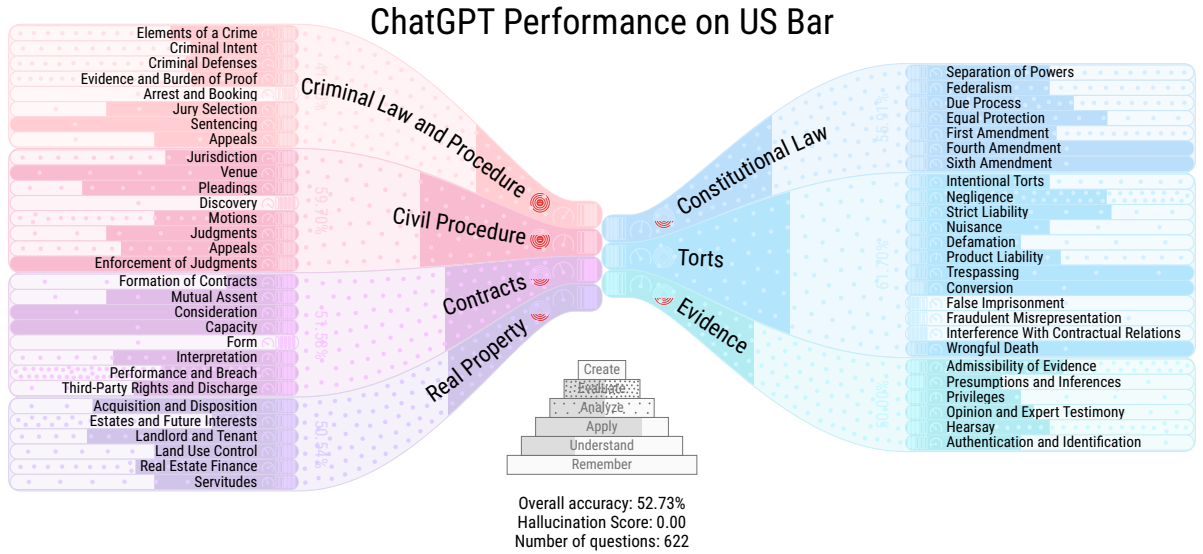 ChatGPT Performance on US Bar
Elements of a Crime
Criminal Intent
Criminal Defenses
Evidence and Burden of Proof
Arrest and Booking
Jury Selection
Sentencing
Appeals
Jurisdiction
Venue
Pleadings
Discovery
Motions
Judgments
Appeals
Enforcement of Judgments
Formation of Contracts
Mutual Assent
Consideration
Capacity
Form
Interpretation
Performance and Breach
Third-Party Rights and Discharge
Acquisition and Disposition
Estates and Future Interests
Landlord and Tenant
Land Use Control
Real Estate Finance
Servitudes
Criminal Law and Procedure
Civil Procedure
59.70%
Contracts
51.58%
Real Property
50.54%
Constitutional Law
Torts
Evidence
Separation of Powers
Federalism
Due Process
Equal Protection
First Amendment
Fourth Amendment
Sixth Amendment
Intentional Torts
Negligence
Strict Liability
Nuisance
Defamation
Product Liability
Trespassing
Conversion
False Imprisonment
Fraudulent Misrepresentation
Interference With Contractual Relations
Wrongful Death
Admissibility of Evidence
Presumptions and Inferences
Privileges
Opinion and Expert Testimony
Hearsay
Authentication and Identification
Create
Evaluate
Analyze
Apply
Understand
Remember
Overall accuracy: 52.73%
Hallucination Score: 0.00
Number of questions: 622